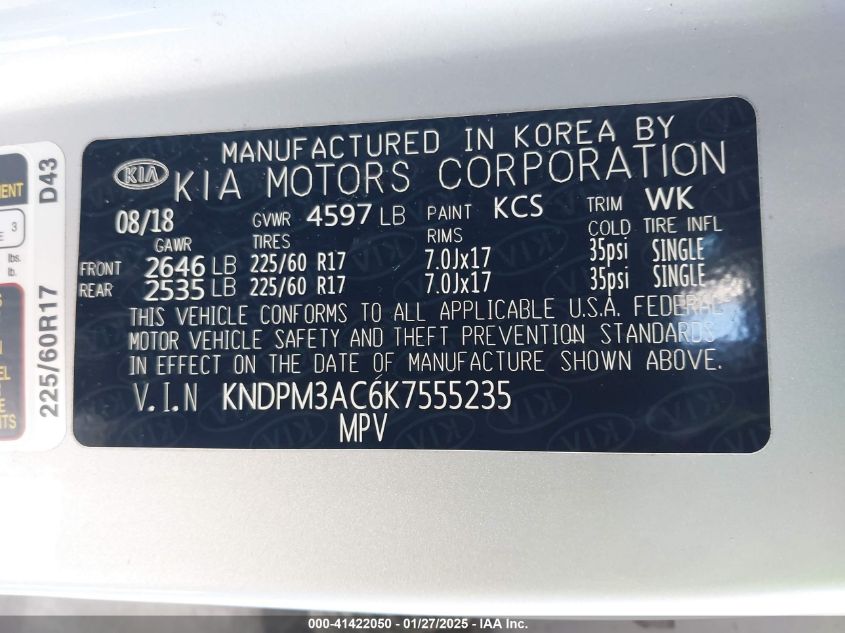 MANUFACTURED IN KOREA BY
KIA KIA MOTORS CORPORATION
08/18 GVWR 4597 LB PAINT KCS TRIM WK
GAWR TIRES RIMS COLD TIRE INFL
FRONT 2646 LB 225/60 R17 7.0Jx17 35psi SINGLE
REAR 2535 LB 225/60 R17 7.0Jx17 35psi SINGLE
THIS VEHICLE CONFORMS TO ALL APPLICABLE U.S.A. FEDERAL
MOTOR VEHICLE SAFETY AND THEFT PREVENTION STANDARDS
IN EFFECT ON THE DATE OF MANUFACTURE SHOWN ABOVE.
V.I.N KNDPM3AC6K7555235
MPV
225/60R17 D43
3
lbs.
lb.
000-41422050 - 01/27/2025 - IAA Inc.